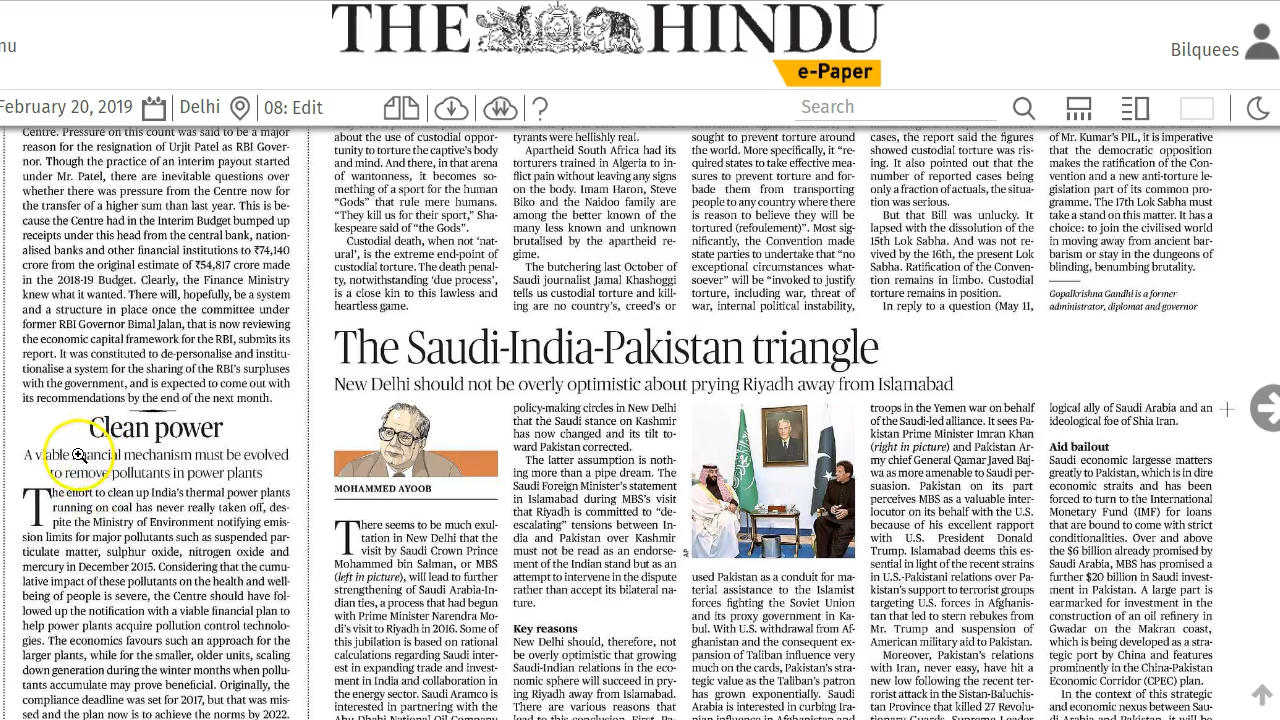 THE HINDU
e-Paper
nu
Bilquees
February 20, 2019
Delhi
08: Edit
Search
Centre. Pressure on this count was said to be a major
reason for the resignation of Urjit Patel as RBI Gover-
nor. Though the practice of an interim payout started
under Mr. Patel, there are inevitable questions over
whether there was pressure from the Centre now for
the transfer of a higher sum than last year. This is be-
cause the Centre had in the Interim Budget bumped up
receipts under this head from the central bank, nation-
alised banks and other financial institutions to ₹74,140
crore from the original estimate of ₹54,817 crore made
in the 2018-19 Budget. Clearly, the Finance Ministry
knew what it wanted. There will, hopefully, be a system
and a structure in place once the committee under
former RBI Governor Bimal Jalan, that is now reviewing
the economic capital framework for the RBI, submits its
report. It was constituted to de-personalise and institu-
tionalise a system for the sharing of the RBI's surpluses
with the government, and is expected to come out with
its recommendations by the end of the next month.
Clean power
A viable financial mechanism must be evolved
to remove pollutants in power plants
The effort to clean up India's thermal power plants
running on coal has never really taken off, des-
pite the Ministry of Environment notifying emis-
sion limits for major pollutants such as suspended par-
ticulate matter, sulphur oxide, nitrogen oxide and
mercury in December 2015. Considering that the cumu-
lative impact of these pollutants on the health and well-
being of people is severe, the Centre should have fol-
lowed up the notification with a viable financial plan to
help power plants acquire pollution control technolo-
gies. The economics favours such an approach for the
larger plants, while for the smaller, older units, scaling
down generation during the winter months when pollu-
tants accumulate may prove beneficial. Originally, the
compliance deadline was set for 2017, but that was mis-
sed and the plan now is to achieve the norms by 2022.
about the use of custodial oppor-
tunity to torture the captive's body
and mind. And there, in that arena
of wantonness, it becomes so-
mething of a sport for the human
“Gods” that rule mere humans.
“They kill us for their sport,” Sha-
kespeare said of “the Gods”.
Custodial death, when not ‘nat-
ural’, is the extreme end-point of
custodial torture. The death penal-
ty, notwithstanding ‘due process’,
is a close kin to this lawless and
heartless game.
tyrants were hellishly real.
Apartheid South Africa had its
torturers trained in Algeria to in-
flict pain without leaving any signs
on the body. Imam Haron, Steve
Biko and the Naidoo family are
among the better known of the
many less known and unknown
brutalised by the apartheid re-
gime.
The butchering last October of
Saudi journalist Jamal Khashoggi
tells us custodial torture and kill-
ing are no country's, creed's or
sought to prevent torture around
the world. More specifically, it “re-
quired states to take effective mea-
sures to prevent torture and for-
bade them from transporting
people to any country where there
is reason to believe they will be
tortured (refoulement)”. Most sig-
nificantly, the Convention made
state parties to undertake that “no
exceptional circumstances what-
soever” will be “invoked to justify
torture, including war, threat of
war, internal political instability,
cases, the report said the figures
showed custodial torture was ris-
ing. It also pointed out that the
number of reported cases being
only a fraction of actuals, the situa-
tion was serious.
But that Bill was unlucky. It
lapsed with the dissolution of the
15th Lok Sabha. And was not re-
vived by the 16th, the present Lok
Sabha. Ratification of the Conven-
tion remains in limbo. Custodial
torture remains in position.
In reply to a question (May 11,
of Mr. Kumar's PIL, it is imperative
that the democratic opposition
makes the ratification of the Con-
vention and a new anti-torture le-
gislation part of its common pro-
gramme. The 17th Lok Sabha must
take a stand on this matter. It has a
choice: to join the civilised world
in moving away from ancient bar-
barism or stay in the dungeons of
blinding, benumbing brutality.
Gopalkrishna Gandhi is a former
administrator, diplomat and governor
The Saudi-India-Pakistan triangle
New Delhi should not be overly optimistic about prying Riyadh away from Islamabad
MOHAMMED AYOOB
There seems to be much exul-
tation in New Delhi that the
visit by Saudi Crown Prince
Mohammed bin Salman, or MBS
(left in picture), will lead to further
strengthening of Saudi Arabia-In-
dian ties, a process that had begun
with Prime Minister Narendra Mo-
di's visit to Riyadh in 2016. Some of
this jubilation is based on rational
calculations regarding Saudi inter-
est in expanding trade and invest-
ment in India and collaboration in
the energy sector. Saudi Aramco is
interested in partnering with the
Abu Dhabi National Oil Company
policy-making circles in New Delhi
that the Saudi stance on Kashmir
has now changed and its tilt to-
ward Pakistan corrected.
The latter assumption is noth-
ing more than a pipe dream. The
Saudi Foreign Minister's statement
in Islamabad during MBS's visit
that Riyadh is committed to “de-
escalating” tensions between In-
dia and Pakistan over Kashmir
must not be read as an endorse-
ment of the Indian stand but as an
attempt to intervene in the dispute
rather than accept its bilateral na-
ture.
Key reasons
New Delhi should, therefore, not
be overly optimistic that growing
Saudi-Indian relations in the eco-
nomic sphere will succeed in pry-
ing Riyadh away from Islamabad.
There are various reasons that
lead to this conclusion. First, Pa-
used Pakistan as a conduit for ma-
terial assistance to the Islamist
forces fighting the Soviet Union
and its proxy government in Ka-
bul. With U.S. withdrawal from Af-
ghanistan and the consequent
expansion of Taliban influence very
much on the cards, Pakistan's stra-
tegic value as the Taliban's patron
has grown exponentially. Saudi
Arabia is interested in curbing Ira-
nian influence in Afghanistan and
troops in the Yemen war on behalf
of the Saudi-led alliance. It sees Pa-
kistan Prime Minister Imran Khan
(right in picture) and Pakistan Ar-
my chief General Qamar Javed Baj-
wa as more amenable to Saudi per-
suasion. Pakistan on its part
perceives MBS as a valuable inter-
locutor on its behalf with the U.S.
because of his excellent rapport
with U.S. President Donald
Trump. Islamabad deems this es-
sential in light of the recent strains
in U.S.-Pakistani relations over Pa-
kistan's support to terrorist groups
targeting U.S. forces in Afghanis-
tan that led to stern rebukes from
Mr. Trump and suspension of
American military aid to Pakistan.
Moreover, Pakistan's relations
with Iran, never easy, have hit a
new low following the recent ter-
rorist attack in the Sistan-Baluchis-
tan Province that killed 27 Revolu-
tionary Guards. Supreme Leader
logical ally of Saudi Arabia and an
ideological foe of Shia Iran.
Aid bailout
Saudi economic largesse matters
greatly to Pakistan, which is in dire
economic straits and has been
forced to turn to the International
Monetary Fund (IMF) for loans
that are bound to come with strict
conditionalities. Over and above
the $6 billion already promised by
Saudi Arabia, MBS has promised a
further $20 billion in Saudi invest-
ment in Pakistan. A large part is
earmarked for investment in the
construction of an oil refinery in
Gwadar on the Makran coast,
which is being developed as a stra-
tegic port by China and features
prominently in the China-Pakistan
Economic Corridor (CPEC) plan.
In the context of this strategic
and economic nexus between Sau-
di Arabia and Pakistan, it will be